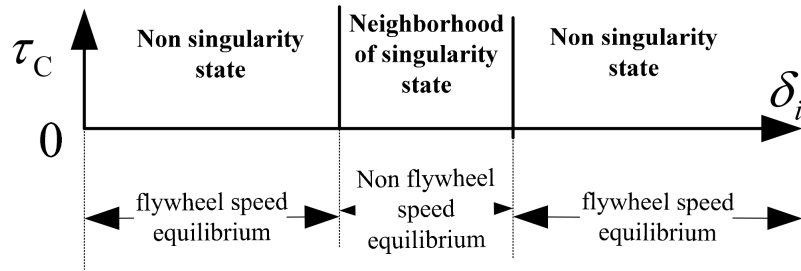 τC
Non singularity
state
Neighborhood
of singularity
state
Non singularity
state
δi
0
flywheel speed
equilibrium
Non flywheel
speed
equilibrium
flywheel speed
equilibrium